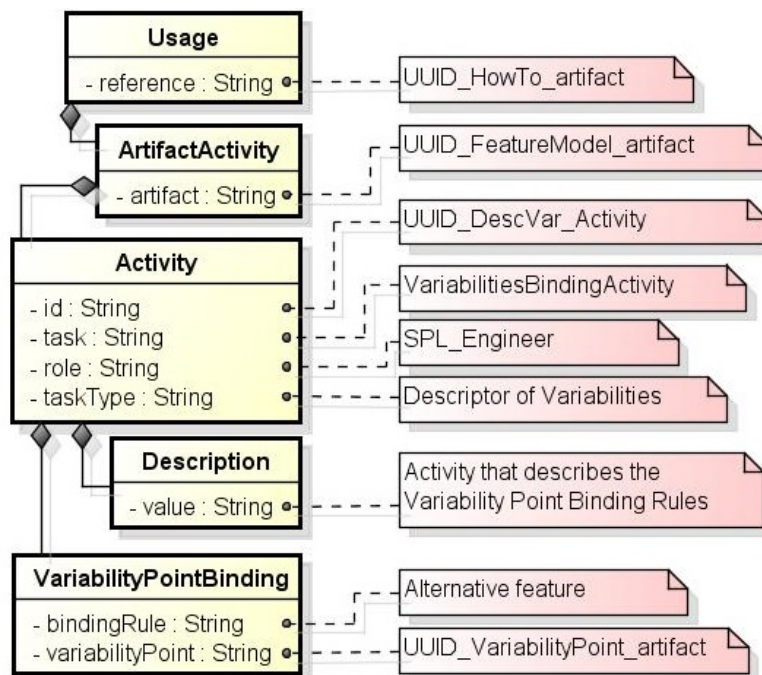 Usage
- reference : String
UUID_HowTo_artifact
ArtifactActivity
- artifact : String
UUID_FeatureModel_artifact
Activity
- id : String
- task : String
- role : String
- taskType : String
UUID_DescVar_Activity
VariabilitiesBindingActivity
SPL_Engineer
Descriptor of Variabilities
Description
- value : String
Activity that describes the
Variability Point Binding Rules
VariabilityPointBinding
- bindingRule : String
- variabilityPoint : String
Alternative feature
UUID_VariabilityPoint_artifact